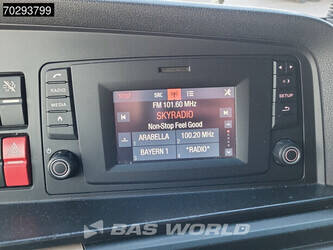 70293799
SRC
FM 101.60 MHz
SKYRADIO
Non-Stop Feel Good
ARABELLA 100.20 MHz
BAYERN 1 "RADIO"
RADIO
MEDIA
SETUP
BAS WORLD